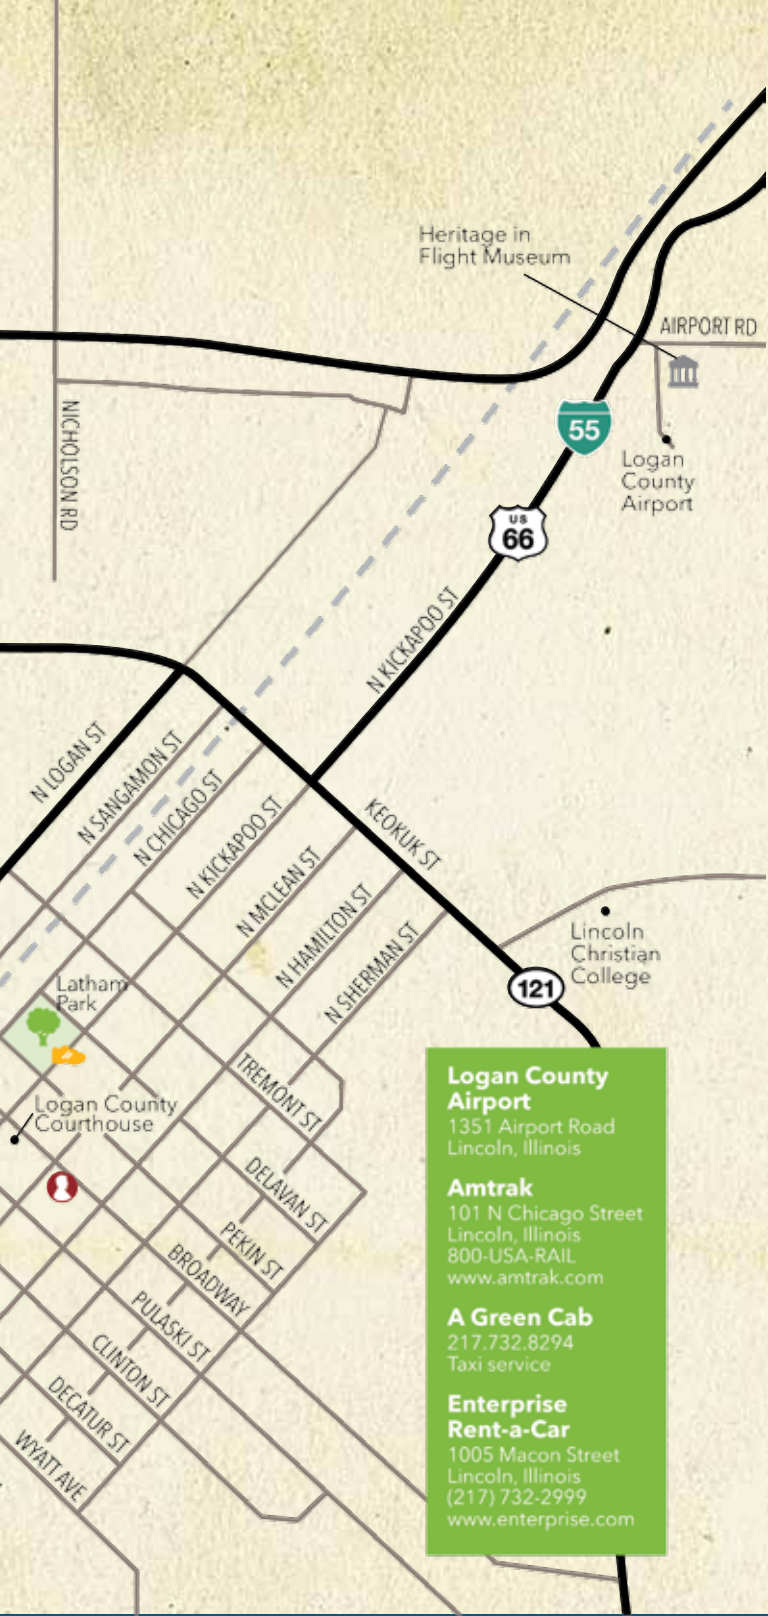 Heritage in
Flight Museum
AIRPORT RD
NICHOLSON RD
55
Logan
County
Airport
US
66
N KICKAPOO ST
N LOGAN ST
N SANGAMON ST
N CHICAGO ST
N KICKAPOO ST
N MCLEAN ST
N HAMILTON ST
N SHERMAN ST
KEOKUK ST
Lincoln
Christian
College
121
Latham
Park
Logan County
Courthouse
TREMONT ST
DELAVAN ST
PEKIN ST
BROADWAY
PULASKI ST
CLINTON ST
DECATUR ST
WYATT AVE
Logan County
Airport
1351 Airport Road
Lincoln, Illinois
Amtrak
101 N Chicago Street
Lincoln, Illinois
800-USA-RAIL
www.amtrak.com
A Green Cab
217.732.8294
Taxi service
Enterprise
Rent-a-Car
1005 Macon Street
Lincoln, Illinois
(217) 732-2999
www.enterprise.com